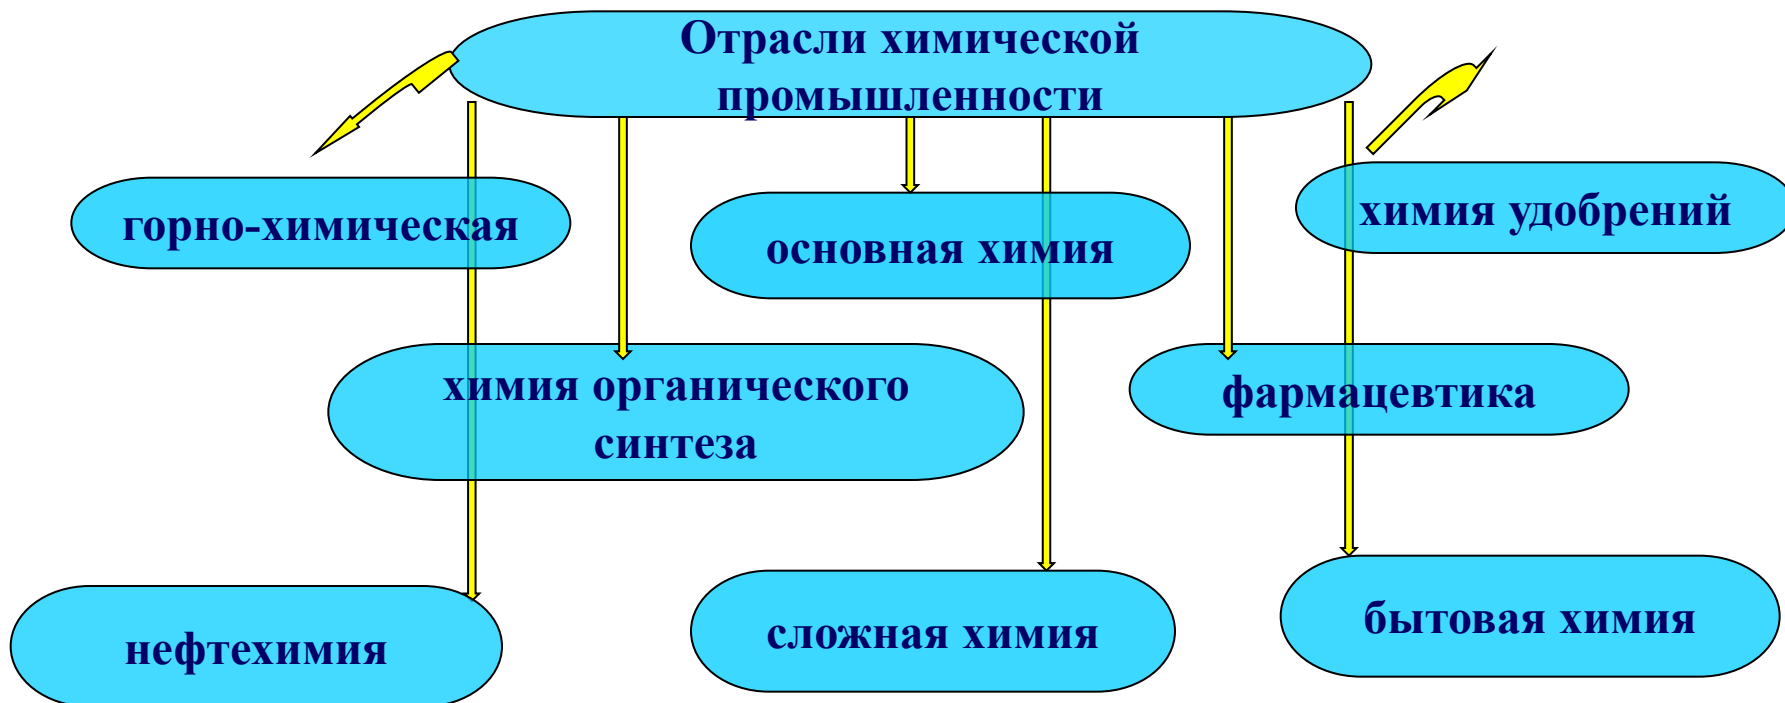 Отрасли химической
промышленности
горно-химическая
основная химия
химия удобрений
химия органического
синтеза
фармацевтика
нефтехимия
сложная химия
бытовая химия